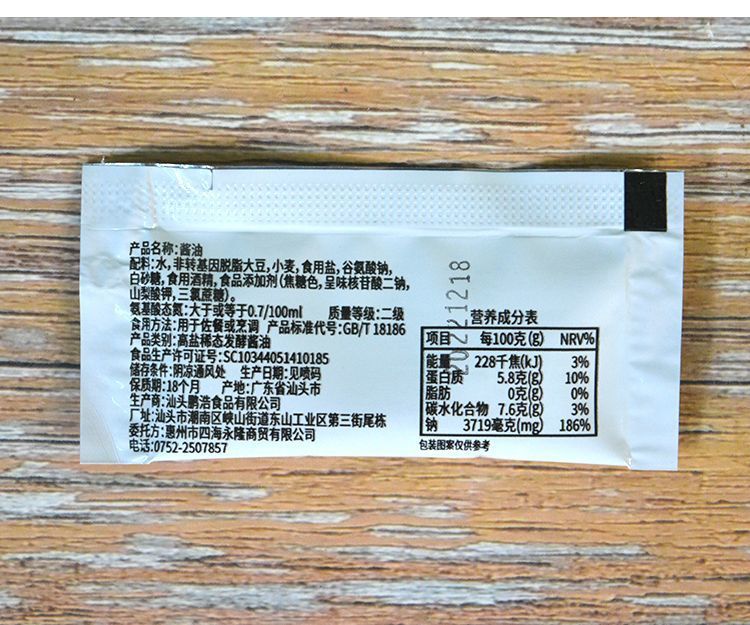 产品名称：酱油
配料：水，非转基因脱脂大豆，小麦，食用盐，谷氨酸钠，
白砂糖，食用酒精，食品添加剂（焦糖色，呈味核苷酸二钠，
山梨酸钾，三氯蔗糖）。
氨基酸态氮：大于或等于0.7/100ml 质量等级：二级
食用方法：用于佐餐或烹调 产品标准代号：GB/T 18186
产品类别：高盐稀态发酵酱油
食品生产许可证号：SC10344051410185
储存条件：阴凉通风处 生产日期：见喷码
保质期：18个月 产地：广东省汕头市
生产商：汕头鹏浩食品有限公司
厂址：汕头市潮南区峡山街道东山工业区第三街尾栋
委托方：惠州市四海永隆商贸有限公司
电话：0752-2507857
20221218
营养成分表
项目 每100克(g) NRV%
能量 228千焦(kJ) 3%
蛋白质 5.8克(g) 10%
脂肪 0克(g) 0%
碳水化合物 7.6克(g) 3%
钠 3719毫克(mg) 186%
包装图案仅供参考